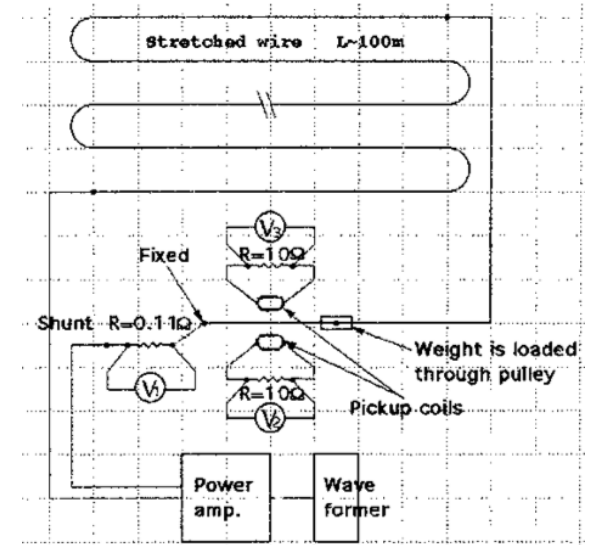 Stretched wire L~100m
V3
R=10Ω
Fixed
Shunt R=0.11Ω
Weight is loaded
through pulley
V1
R=10Ω
V2
Pickup coils
Power
amp.
Wave
former